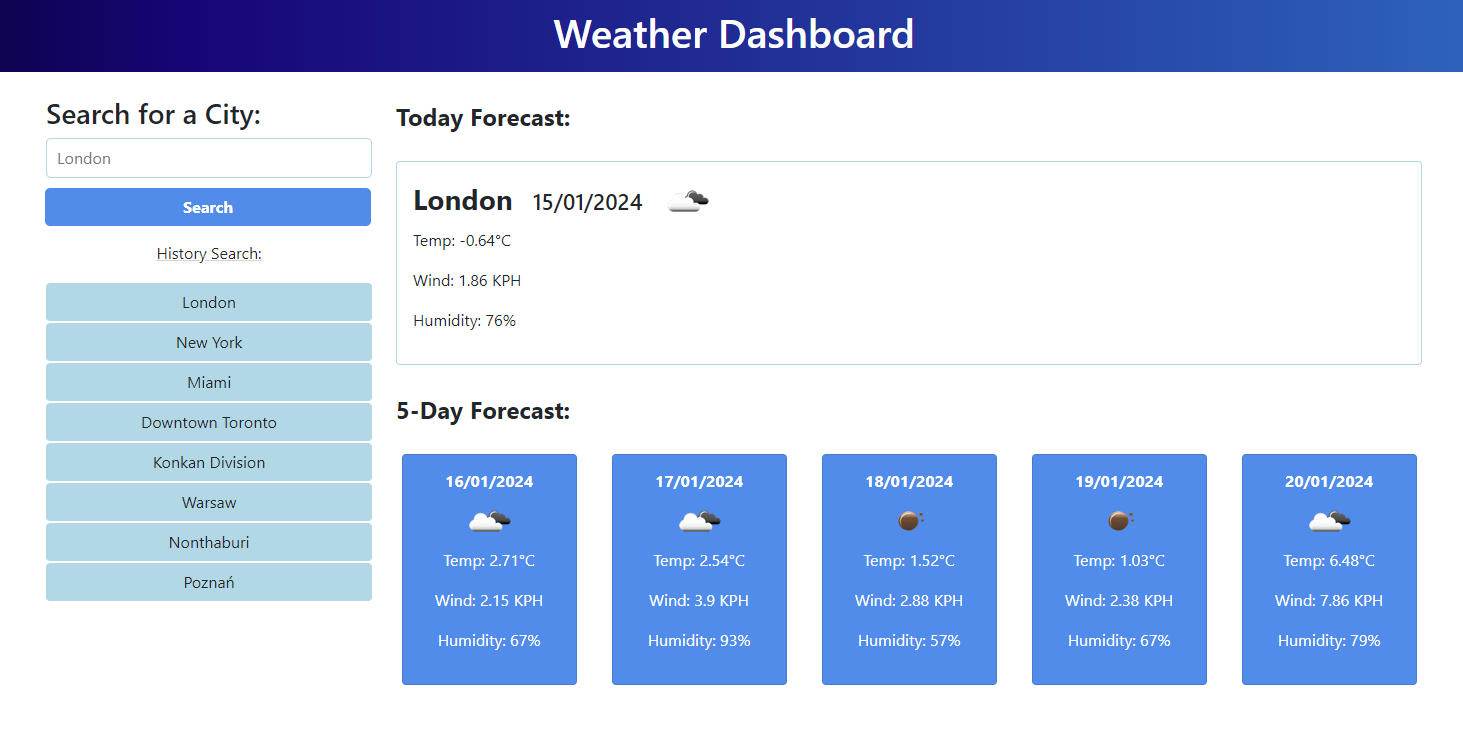 Weather Dashboard
Search for a City:
London
Search
History Search:
London
New York
Miami
Downtown Toronto
Konkan Division
Warsaw
Nonthaburi
Poznań
Today Forecast:
London 15/01/2024
Temp: -0.64°C
Wind: 1.86 KPH
Humidity: 76%
5-Day Forecast:
16/01/2024
Temp: 2.71°C
Wind: 2.15 KPH
Humidity: 67%
17/01/2024
Temp: 2.54°C
Wind: 3.9 KPH
Humidity: 93%
18/01/2024
Temp: 1.52°C
Wind: 2.88 KPH
Humidity: 57%
19/01/2024
Temp: 1.03°C
Wind: 2.38 KPH
Humidity: 67%
20/01/2024
Temp: 6.48°C
Wind: 7.86 KPH
Humidity: 79%